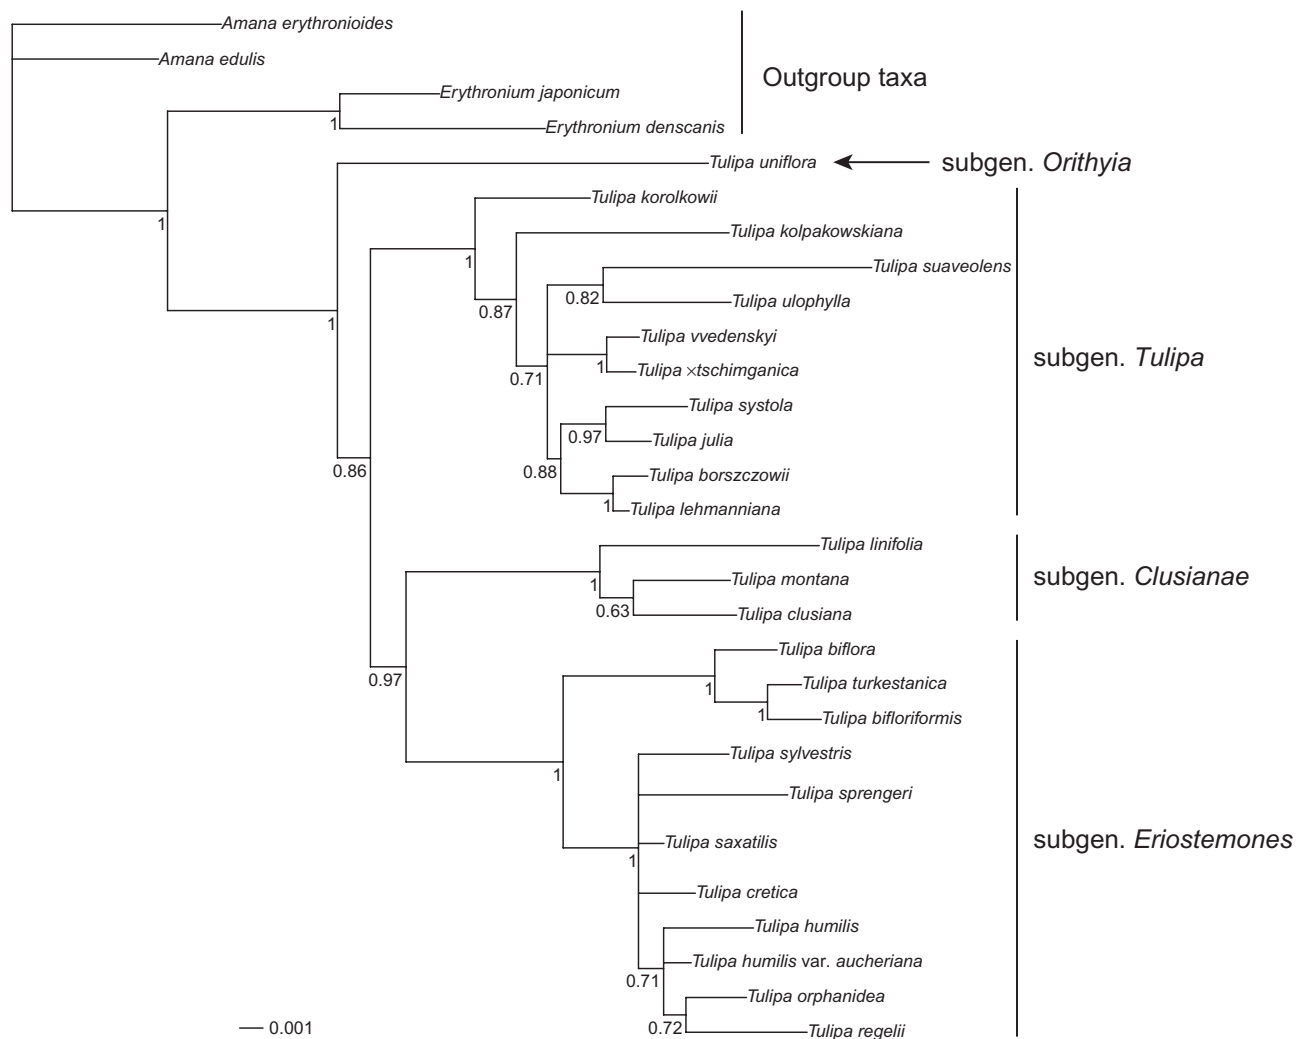 Amana erythronioides
Amana edulis
Outgroup taxa
Erythronium japonicum
1
Erythronium denscanis
Tulipa uniflora
subgen. Orithyia
Tulipa korolkowii
1
Tulipa kolpakowskiana
1
Tulipa suaveolens
0.82
Tulipa ulophylla
0.87
1
Tulipa vvedenskyi
subgen. Tulipa
1
Tulipa ×tschimganica
0.71
Tulipa systola
0.97
Tulipa julia
0.86
0.88
Tulipa borszczowii
1
Tulipa lehmanniana
Tulipa linifolia
1
Tulipa montana
subgen. Clusianae
0.63
Tulipa clusiana
Tulipa biflora
0.97
1
Tulipa turkestanica
1
Tulipa bifloriformis
Tulipa sylvestris
1
Tulipa sprengeri
Tulipa saxatilis
subgen. Eriostemones
1
Tulipa cretica
Tulipa humilis
Tulipa humilis var. aucheriana
0.71
Tulipa orphanidea
0.72
Tulipa regelii
0.001